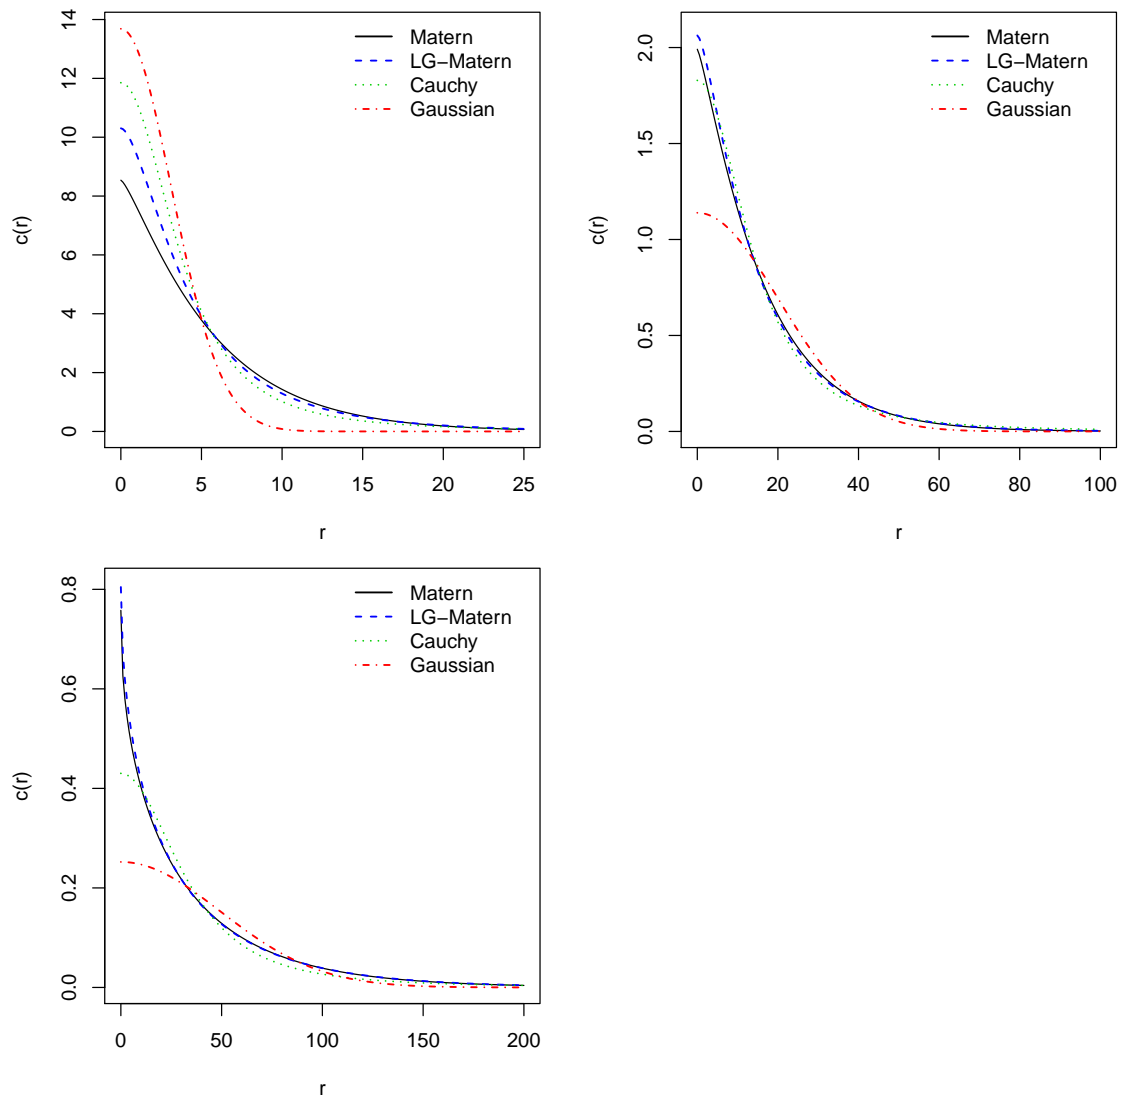 Matern
LG−Matern
Cauchy
Gaussian
c(r)
0 2 4 6 8 10 12 14
0 5 10 15 20 25
r
Matern
LG−Matern
Cauchy
Gaussian
c(r)
0.0 0.5 1.0 1.5 2.0
0 20 40 60 80 100
r
Matern
LG−Matern
Cauchy
Gaussian
c(r)
0.0 0.2 0.4 0.6 0.8
0 50 100 150 200
r